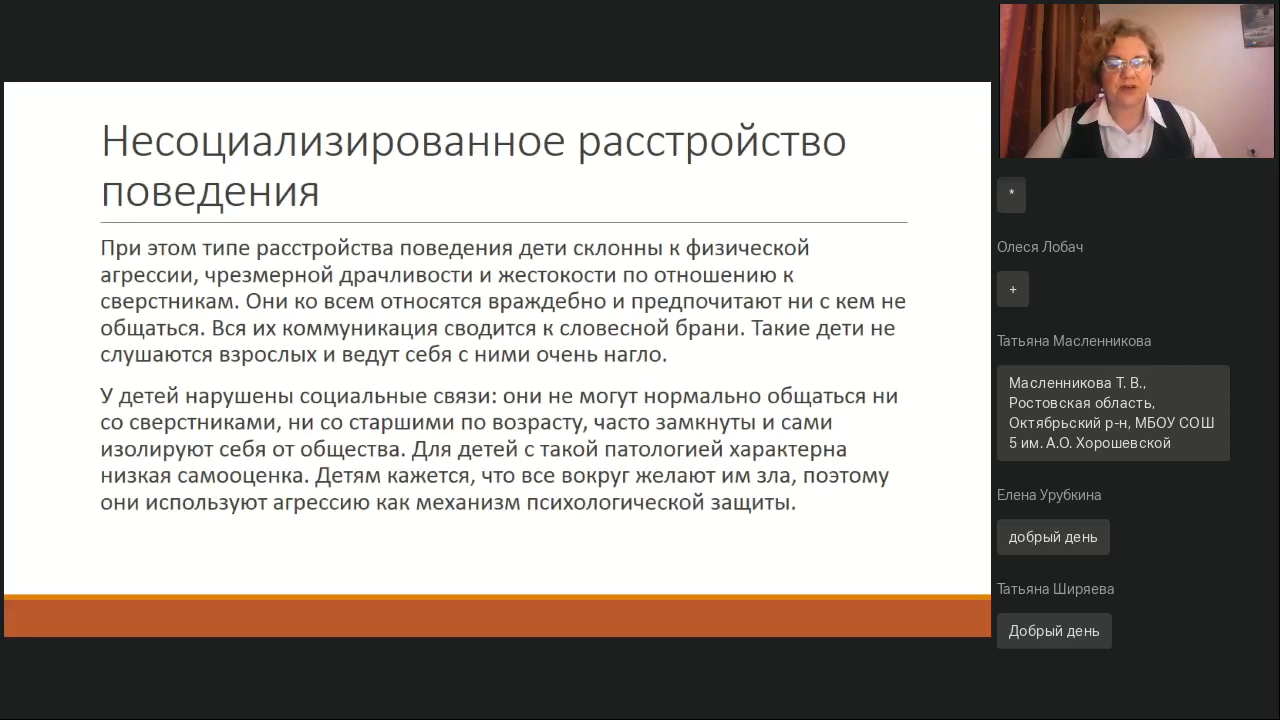 Несоциализированное расстройство
поведения
При этом типе расстройства поведения дети склонны к физической
агрессии, чрезмерной драчливости и жестокости по отношению к
сверстникам. Они ко всем относятся враждебно и предпочитают ни с кем не
общаться. Вся их коммуникация сводится к словесной брани. Такие дети не
слушаются взрослых и ведут себя с ними очень нагло.
У детей нарушены социальные связи: они не могут нормально общаться ни
со сверстниками, ни со старшими по возрасту, часто замкнуты и сами
изолируют себя от общества. Для детей с такой патологией характерна
низкая самооценка. Детям кажется, что все вокруг желают им зла, поэтому
они используют агрессию как механизм психологической защиты.
*
Олеся Лобач
+
Татьяна Масленникова
Масленникова Т. В.,
Ростовская область,
Октябрьский р-н, МБОУ СОШ
5 им. А.О. Хорошевской
Елена Урубкина
добрый день
Татьяна Ширяева
Добрый день